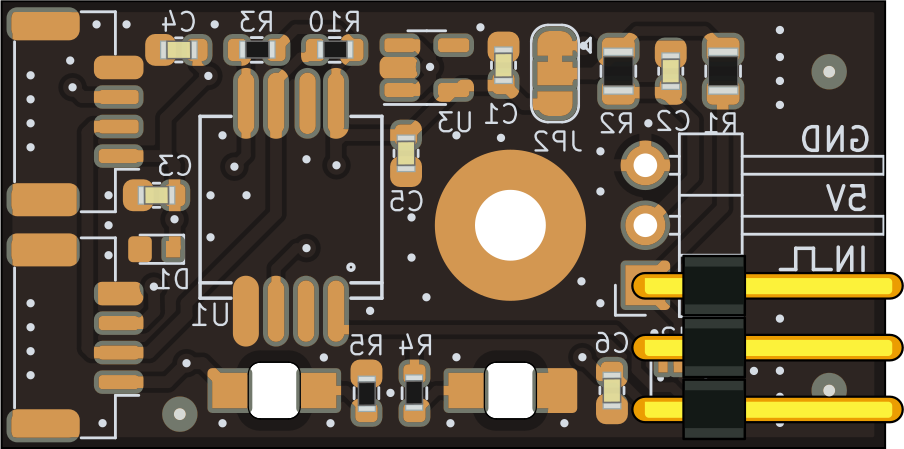 C4 R3 R10
C1 U3 JP2 R2 C2 R1
GND
C3 C5
5V
D1
IN
U1
R5 R4 C6